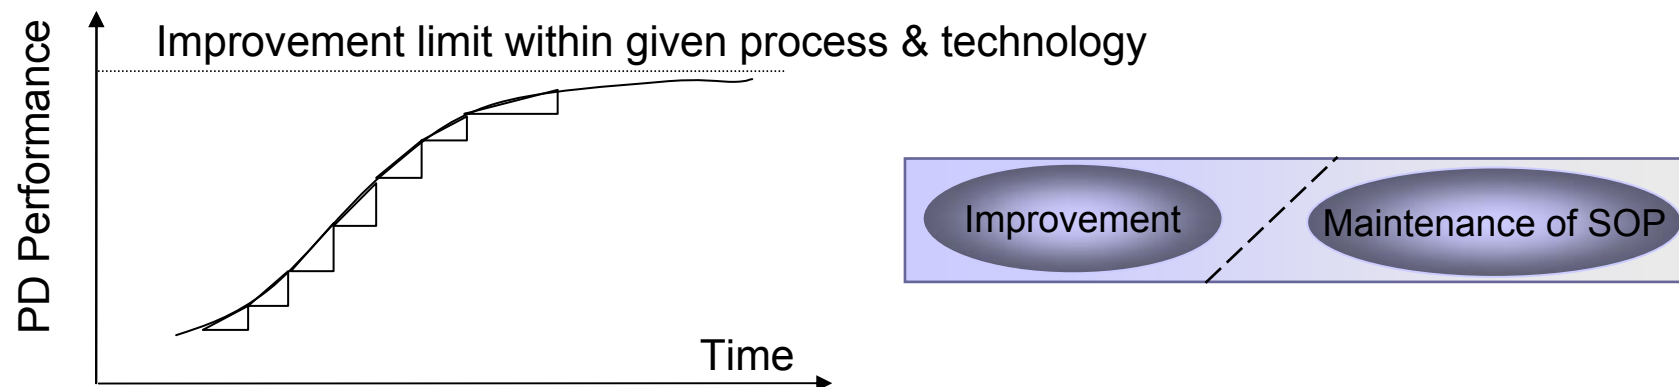 PD Performance
Improvement limit within given process & technology
Time
Improvement
Maintenance of SOP